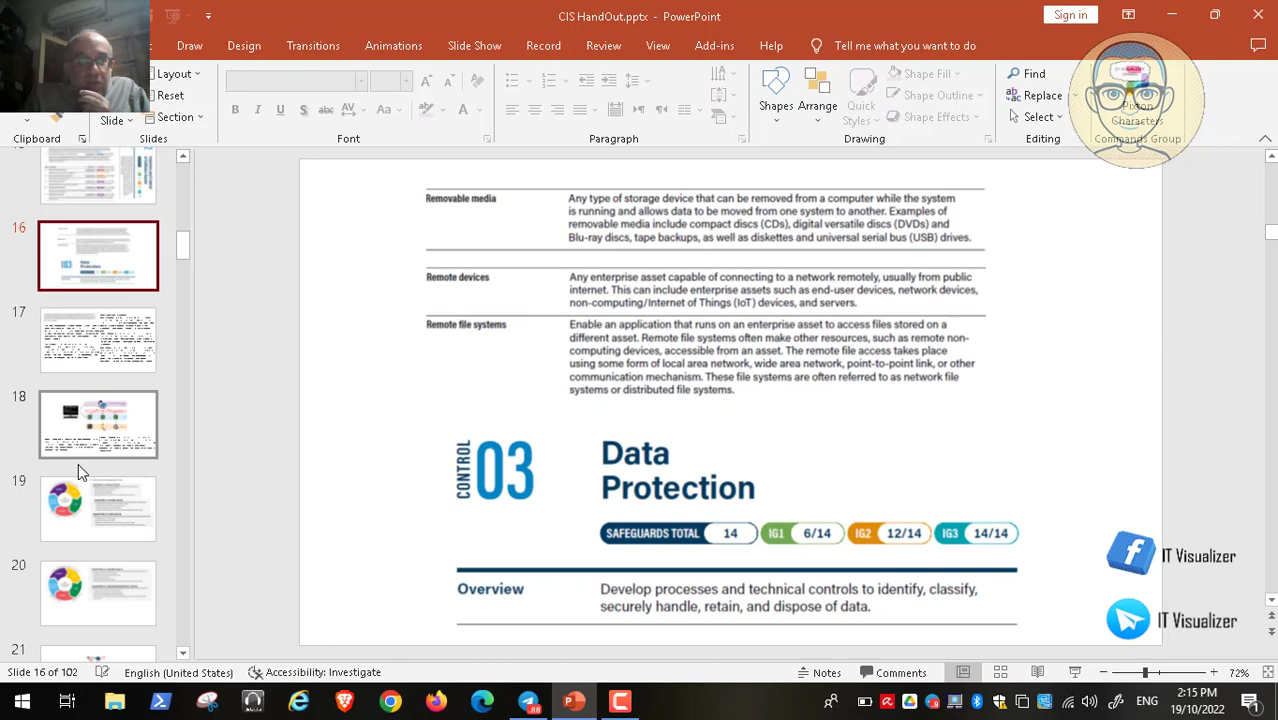 CIS HandOut.pptx - PowerPoint
Sign in
Draw
Design
Transitions
Animations
Slide Show
Record
Review
View
Add-ins
Help
Tell me what you want to do
Layout
Reset
Slide
Section
Shapes
Arrange
Quick
Styles
Shape Fill
Shape Outline
Shape Effects
Find
Replace
Select
Pixton
Characters
Clipboard
Slides
Font
Paragraph
Drawing
Editing
Commands Group
16
17
18
19
20
21
Removable media
Any type of storage device that can be removed from a computer while the system
is running and allows data to be moved from one system to another. Examples of
removable media include compact discs (CDs), digital versatile discs (DVDs) and
Blu-ray discs, tape backups, as well as diskettes and universal serial bus (USB) drives.
Remote devices
Any enterprise asset capable of connecting to a network remotely, usually from public
internet. This can include enterprise assets such as end-user devices, network devices,
non-computing/Internet of Things (IoT) devices, and servers.
Remote file systems
Enable an application that runs on an enterprise asset to access files stored on a
different asset. Remote file systems often make other resources, such as remote non-
computing devices, accessible from an asset. The remote file access takes place
using some form of local area network, wide area network, point-to-point link, or other
communication mechanism. These file systems are often referred to as network file
systems or distributed file systems.
CONTROL
03
Data
Protection
SAFEGUARDS TOTAL 14 IG1 6/14 IG2 12/14 IG3 14/14
Overview
Develop processes and technical controls to identify, classify,
securely handle, retain, and dispose of data.
IT Visualizer
IT Visualizer
Slide 16 of 102
English (United States)
Accessibility: Investigate
Notes
Comments
72%
88
ENG
2:15 PM
19/10/2022
1